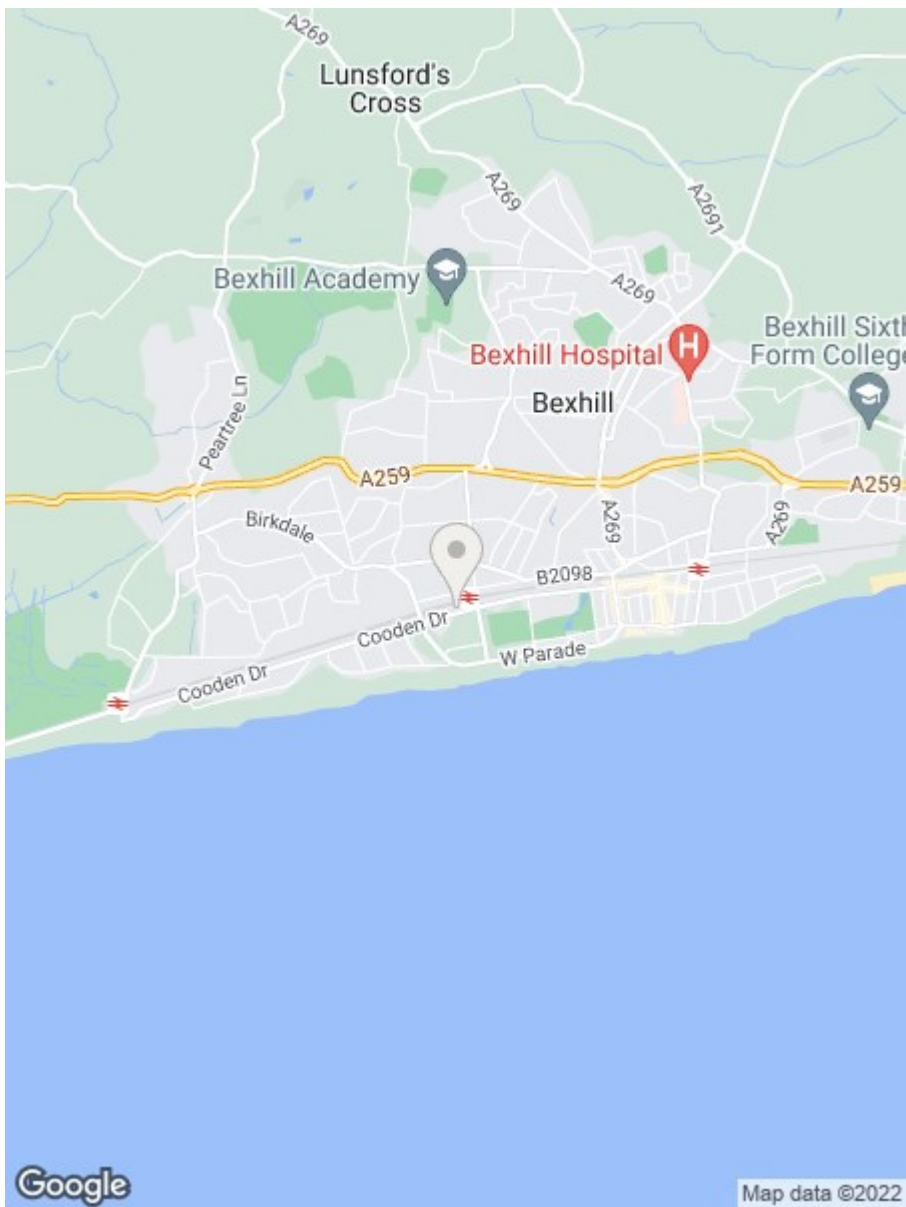 A269
Lunsford's
Cross
A269
A2691
Bexhill Academy
A269
Bexhill Sixth
Form College
Bexhill Hospital
H
Bexhill
Peartree Ln
A259
A259
Birkdale
A269
A269
B2098
Cooden Dr
W Parade
Cooden Dr
Google
Map data ©2022